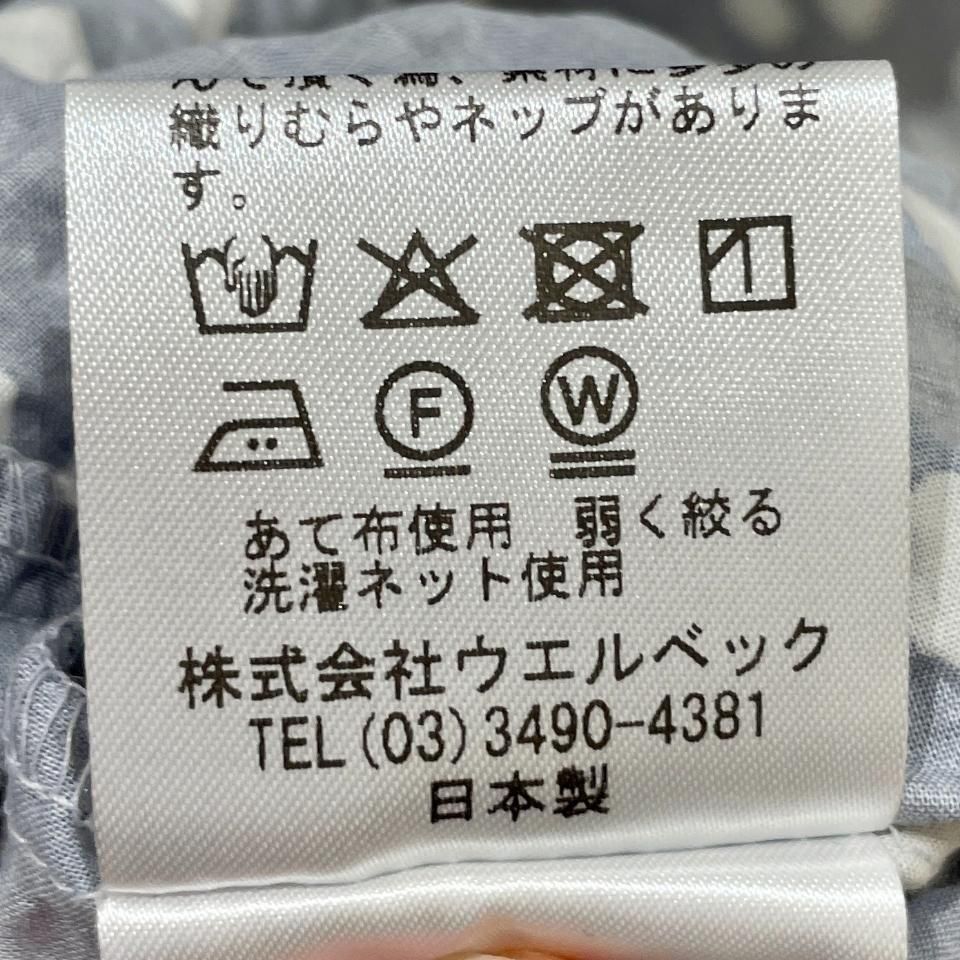 織りむらやネップがありま
す。
F
W
あて布使用 弱く絞る
洗濯ネット使用
株式会社ウエルベック
TEL(03)3490-4381
日本製